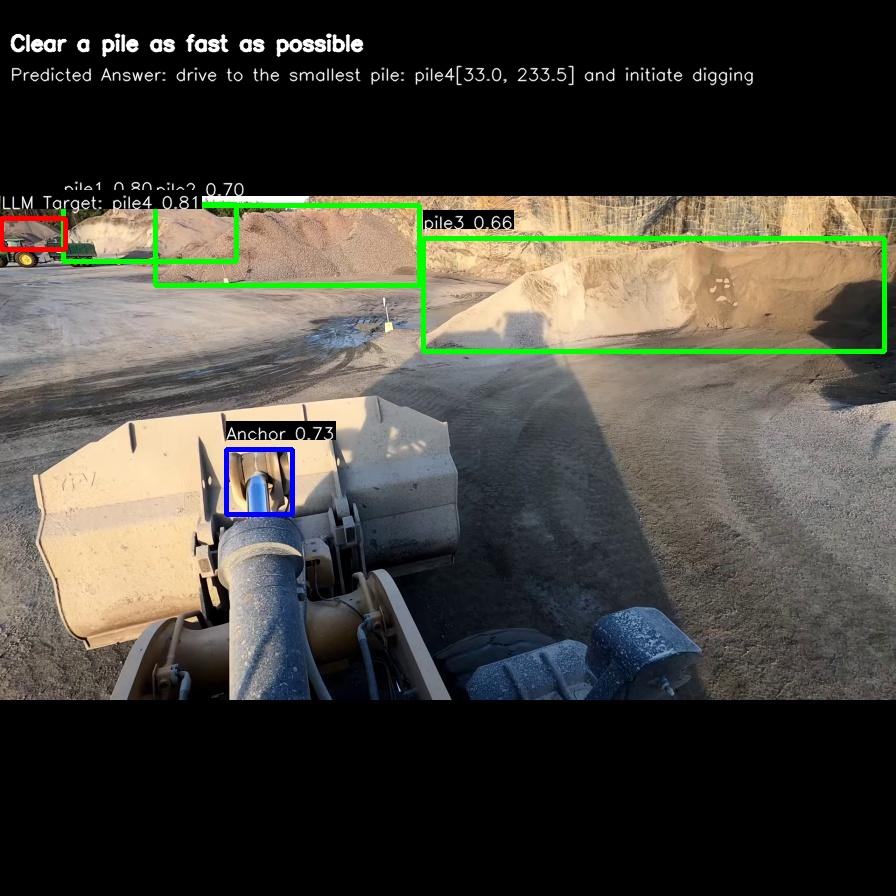 Clear a pile as fast as possible
Predicted Answer: drive to the smallest pile: pile4[33.0, 233.5] and initiate digging
pile1 0.80 pile2 0.70
LLM Target: pile4 0.81
pile3 0.66
Anchor 0.73